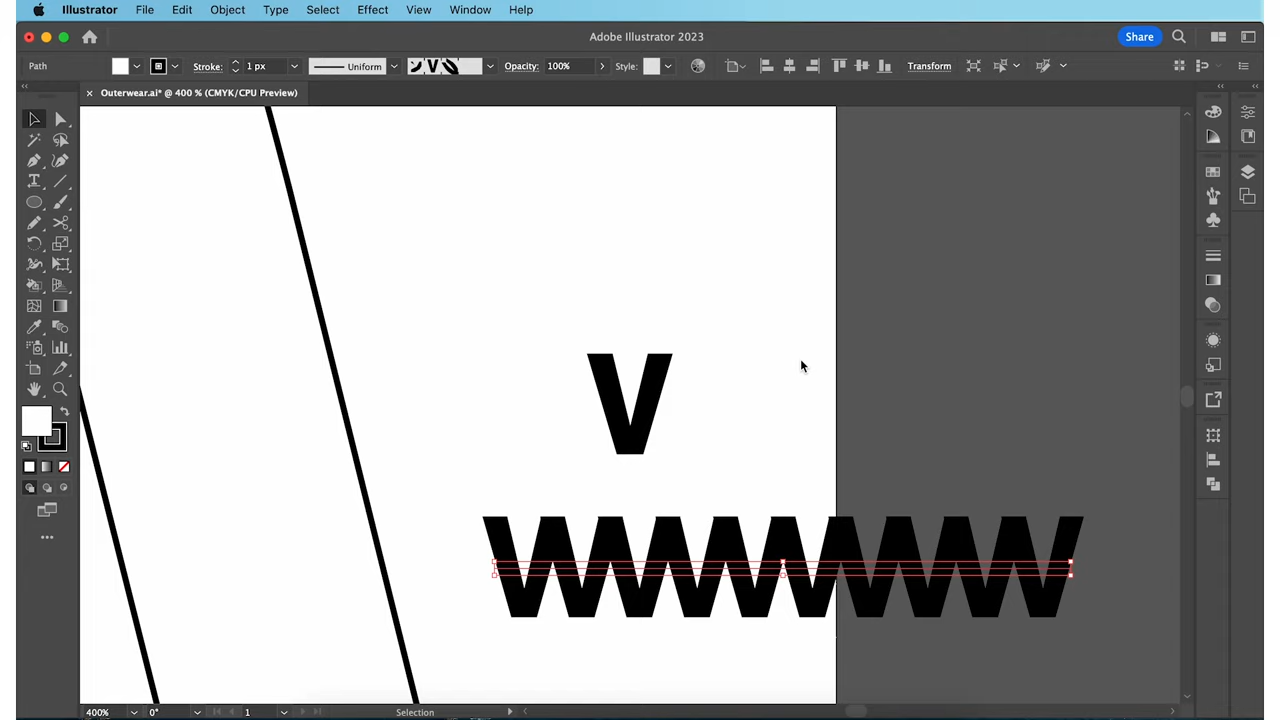 Illustrator File Edit Object Type Select Effect View Window Help
Adobe Illustrator 2023
Share
Path
Stroke:
1 px
Uniform
V
Opacity:
100%
Style:
Transform
× Outerwear.ai* @ 400 % (CMYK/CPU Preview)
V
VVVVVVVVVV
400%
0°
1
Selection